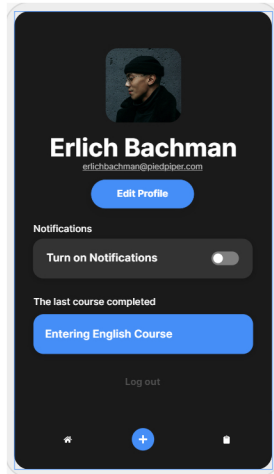 Erlich Bachman
erlichbachman@piedpiper.com
Edit Profile
Notifications
Turn on Notifications
The last course completed
Entering English Course
Log out